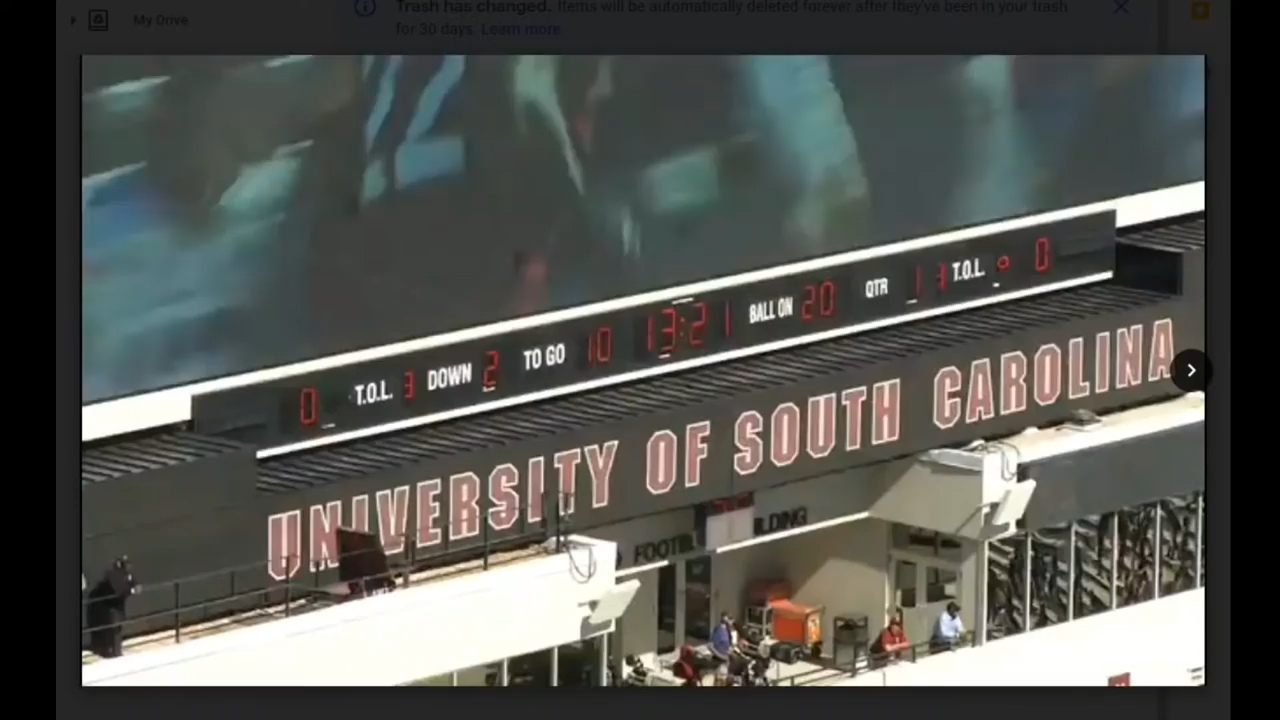 My Drive
Trash has changed. Items will be automatically deleted forever after they've been in your trash
for 30 days. Learn more
0 T.O.L. 3 DOWN 2 TO GO 10 13:21 BALL ON 20 QTR 1 3 T.O.L. 0
UNIVERSITY OF SOUTH CAROLINA